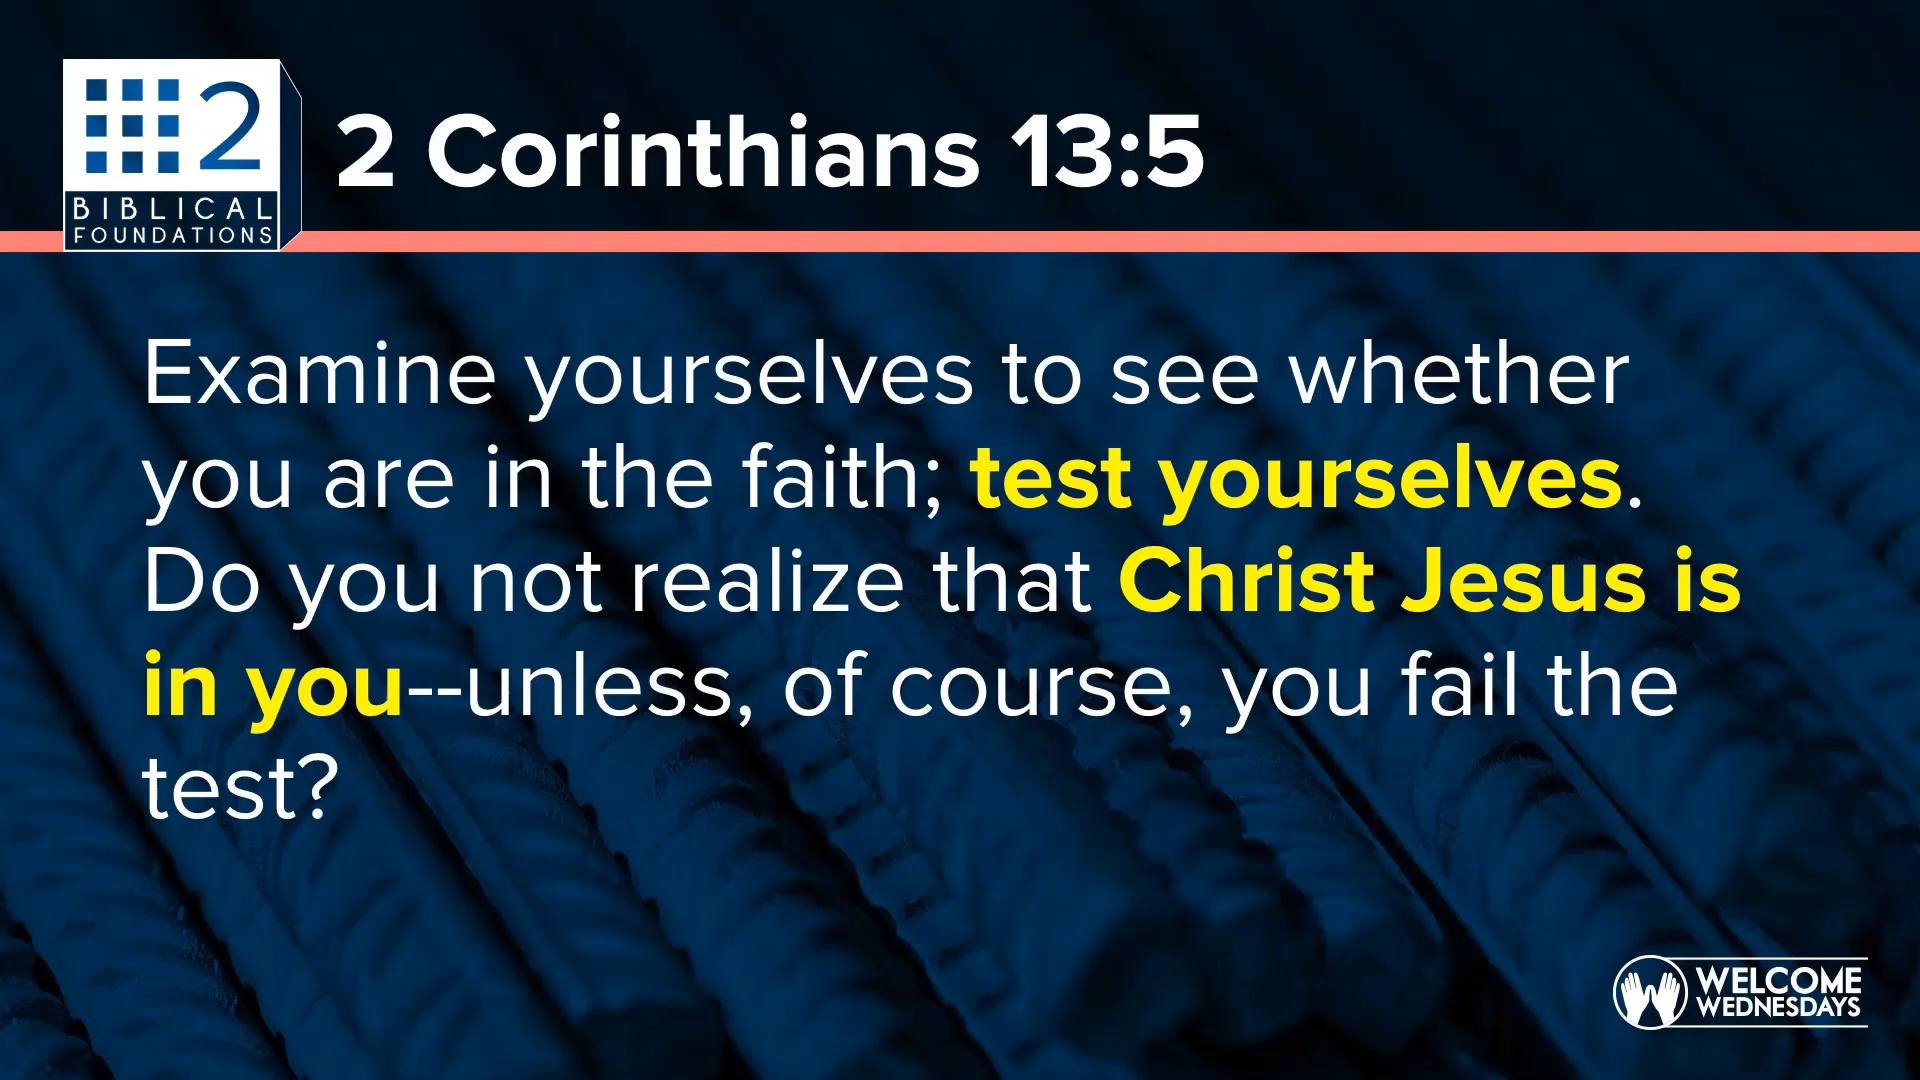 2
BIBLICAL
FOUNDATIONS
2 Corinthians 13:5
Examine yourselves to see whether
you are in the faith; test yourselves.
Do you not realize that Christ Jesus is
in you--unless, of course, you fail the
test?
WELCOME
WEDNESDAYS